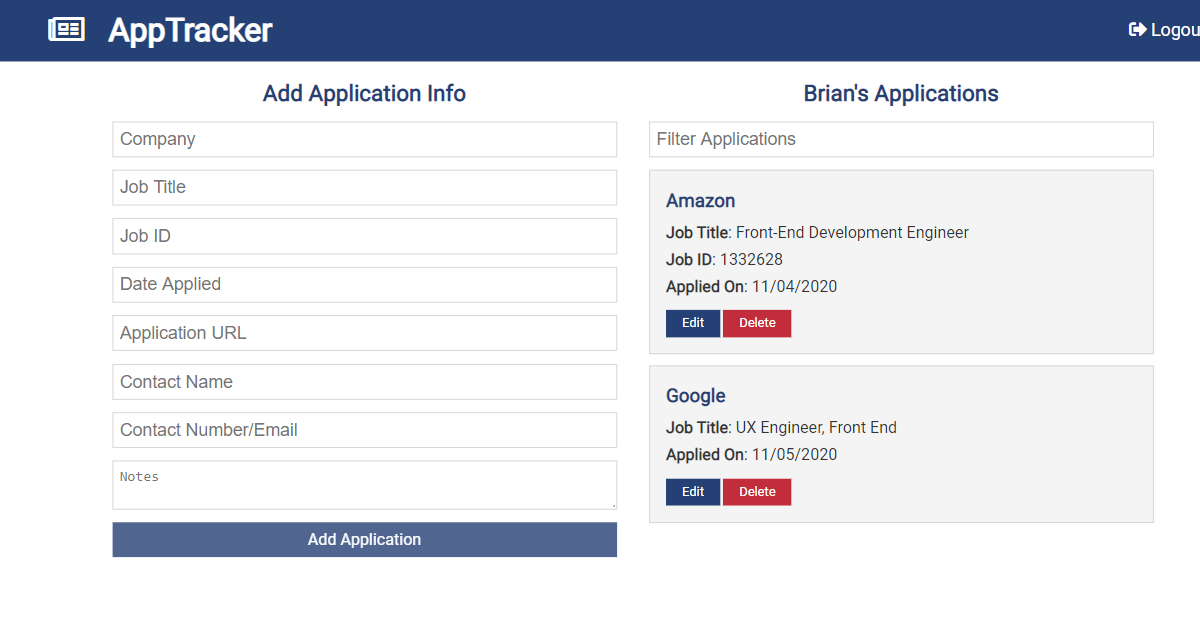 AppTracker
Logou
Add Application Info
Company
Job Title
Job ID
Date Applied
Application URL
Contact Name
Contact Number/Email
Notes
Add Application
Brian's Applications
Filter Applications
Amazon
Job Title: Front-End Development Engineer
Job ID: 1332628
Applied On: 11/04/2020
Edit Delete
Google
Job Title: UX Engineer, Front End
Applied On: 11/05/2020
Edit Delete